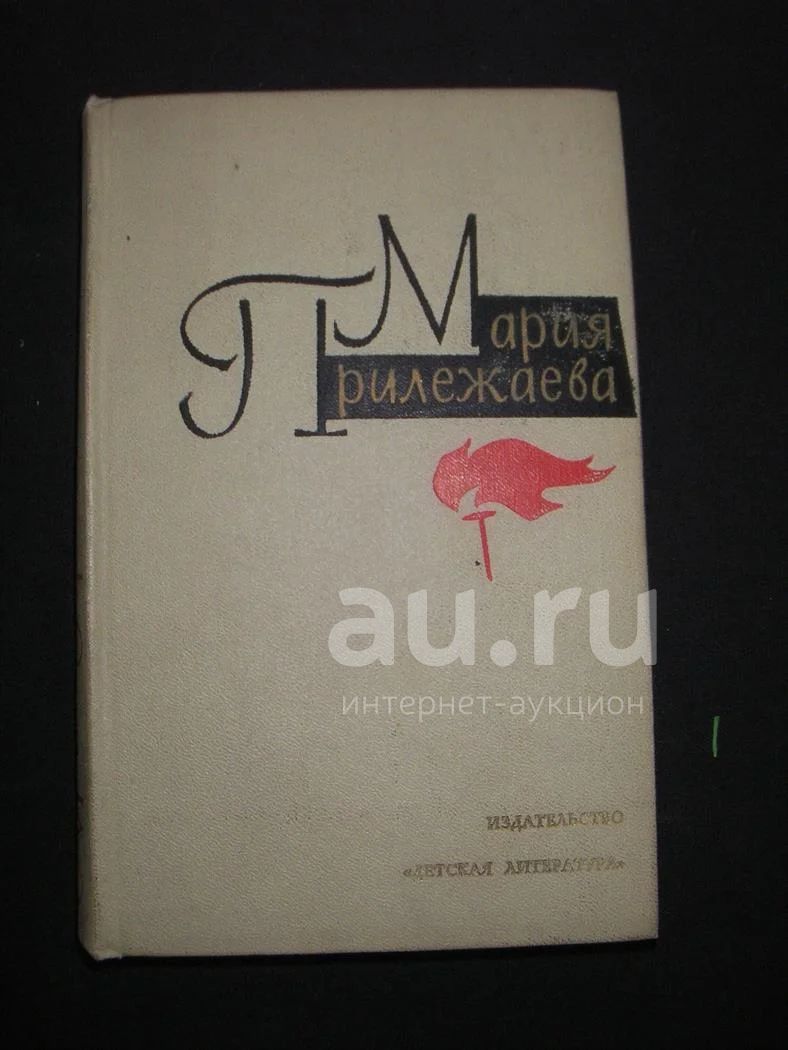 Мария
Прилежаева
au.ru
интернет-аукцион
ИЗДАТЕЛЬСТВО
«ДЕТСКАЯ ЛИТЕРАТУРА»